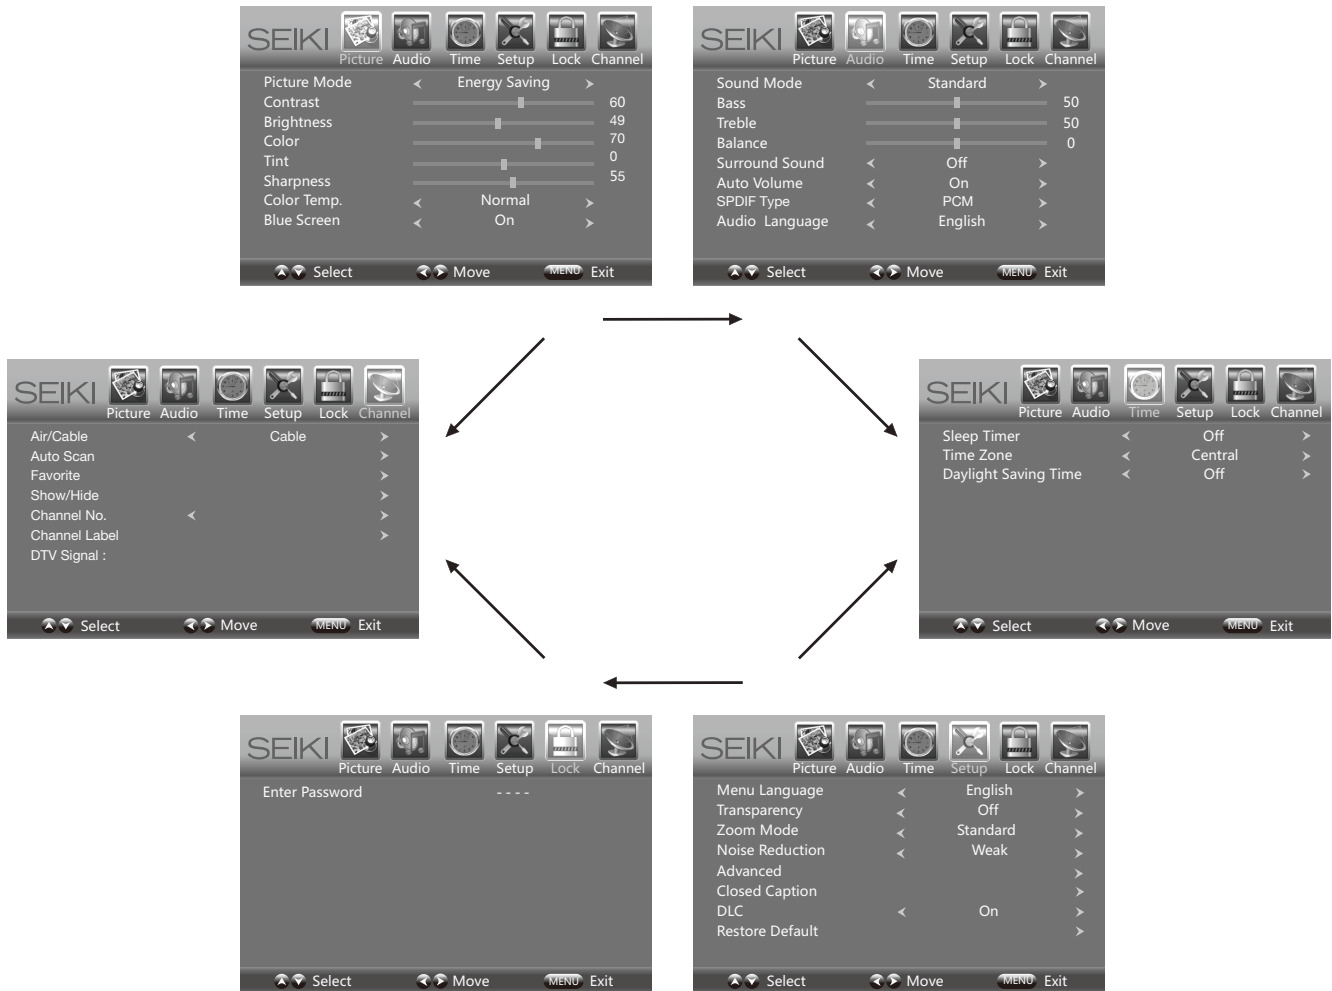 SEIKI
Picture Audio Time Setup Lock Channel
Picture Mode Energy Saving
Contrast 60
Brightness 49
Color 70
Tint 0
Sharpness 55
Color Temp. Normal
Blue Screen On
Select Move MENU Exit
SEIKI
Picture Audio Time Setup Lock Channel
Sound Mode Standard
Bass 50
Treble 50
Balance 0
Surround Sound Off
Auto Volume On
SPDIF Type PCM
Audio Language English
Select Move MENU Exit
SEIKI
Picture Audio Time Setup Lock Channel
Air/Cable Cable
Auto Scan
Favorite
Show/Hide
Channel No.
Channel Label
DTV Signal :
Select Move MENU Exit
SEIKI
Picture Audio Time Setup Lock Channel
Sleep Timer Off
Time Zone Central
Daylight Saving Time Off
Select Move MENU Exit
SEIKI
Picture Audio Time Setup Lock Channel
Enter Password - - - -
Select Move MENU Exit
SEIKI
Picture Audio Time Setup Lock Channel
Menu Language English
Transparency Off
Zoom Mode Standard
Noise Reduction Weak
Advanced
Closed Caption
DLC On
Restore Default
Select Move MENU Exit